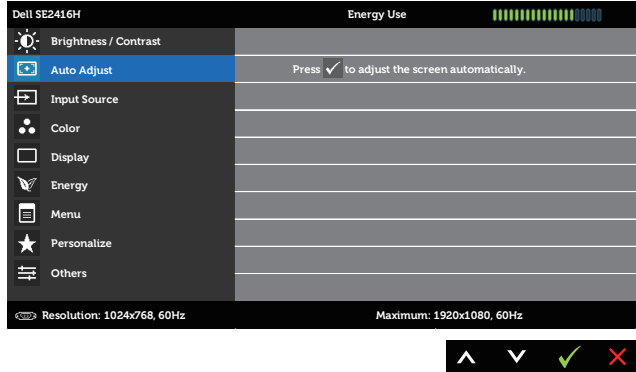 Dell SE2416H Energy Use
Brightness / Contrast
Auto Adjust Press to adjust the screen automatically.
Input Source
Color
Display
Energy
Menu
Personalize
Others
Resolution: 1024x768, 60Hz Maximum: 1920x1080, 60Hz